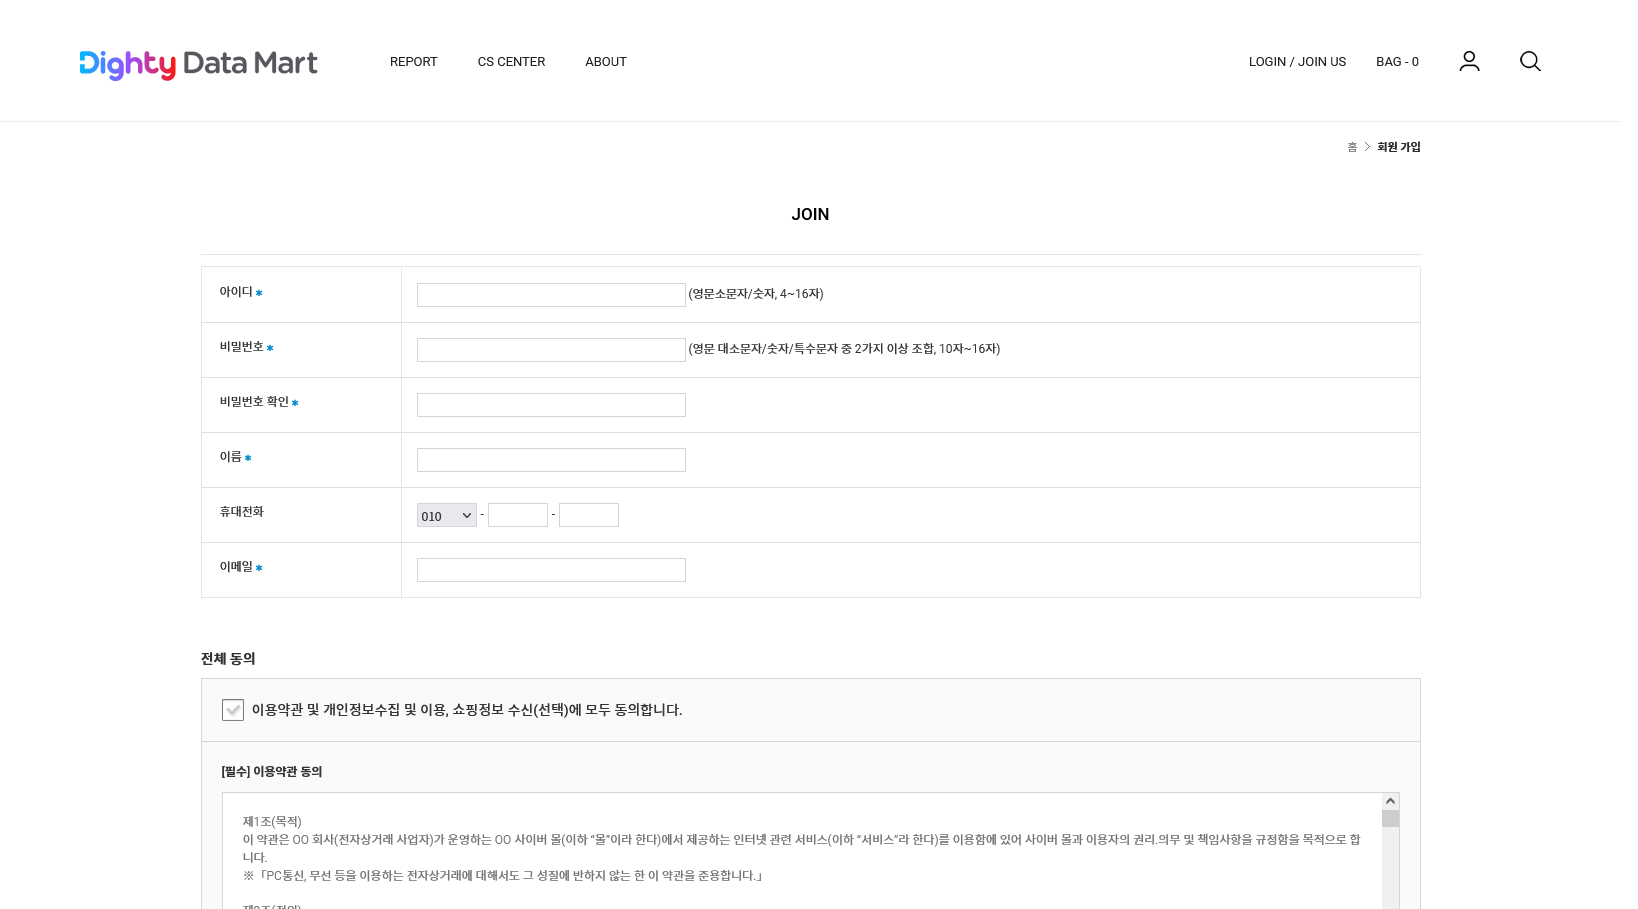 Dighty Data Mart
REPORT
CS CENTER
ABOUT
LOGIN / JOIN US
BAG - 0
홈 > 회원 가입
JOIN
아이디 * (영문소문자/숫자, 4~16자)
비밀번호 * (영문 대소문자/숫자/특수문자 중 2가지 이상 조합, 10자~16자)
비밀번호 확인 *
이름 *
휴대전화 010 - -
이메일 *
전체 동의
이용약관 및 개인정보수집 및 이용, 쇼핑정보 수신(선택)에 모두 동의합니다.
[필수] 이용약관 동의
제1조(목적)
이 약관은 OO 회사(전자상거래 사업자)가 운영하는 OO 사이버 몰(이하 “몰”이라 한다)에서 제공하는 인터넷 관련 서비스(이하 “서비스”라 한다)를 이용함에 있어 사이버 몰과 이용자의 권리.의무 및 책임사항을 규정함을 목적으로 합
니다.
※「PC통신, 무선 등을 이용하는 전자상거래에 대해서도 그 성질에 반하지 않는 한 이 약관을 준용합니다.」